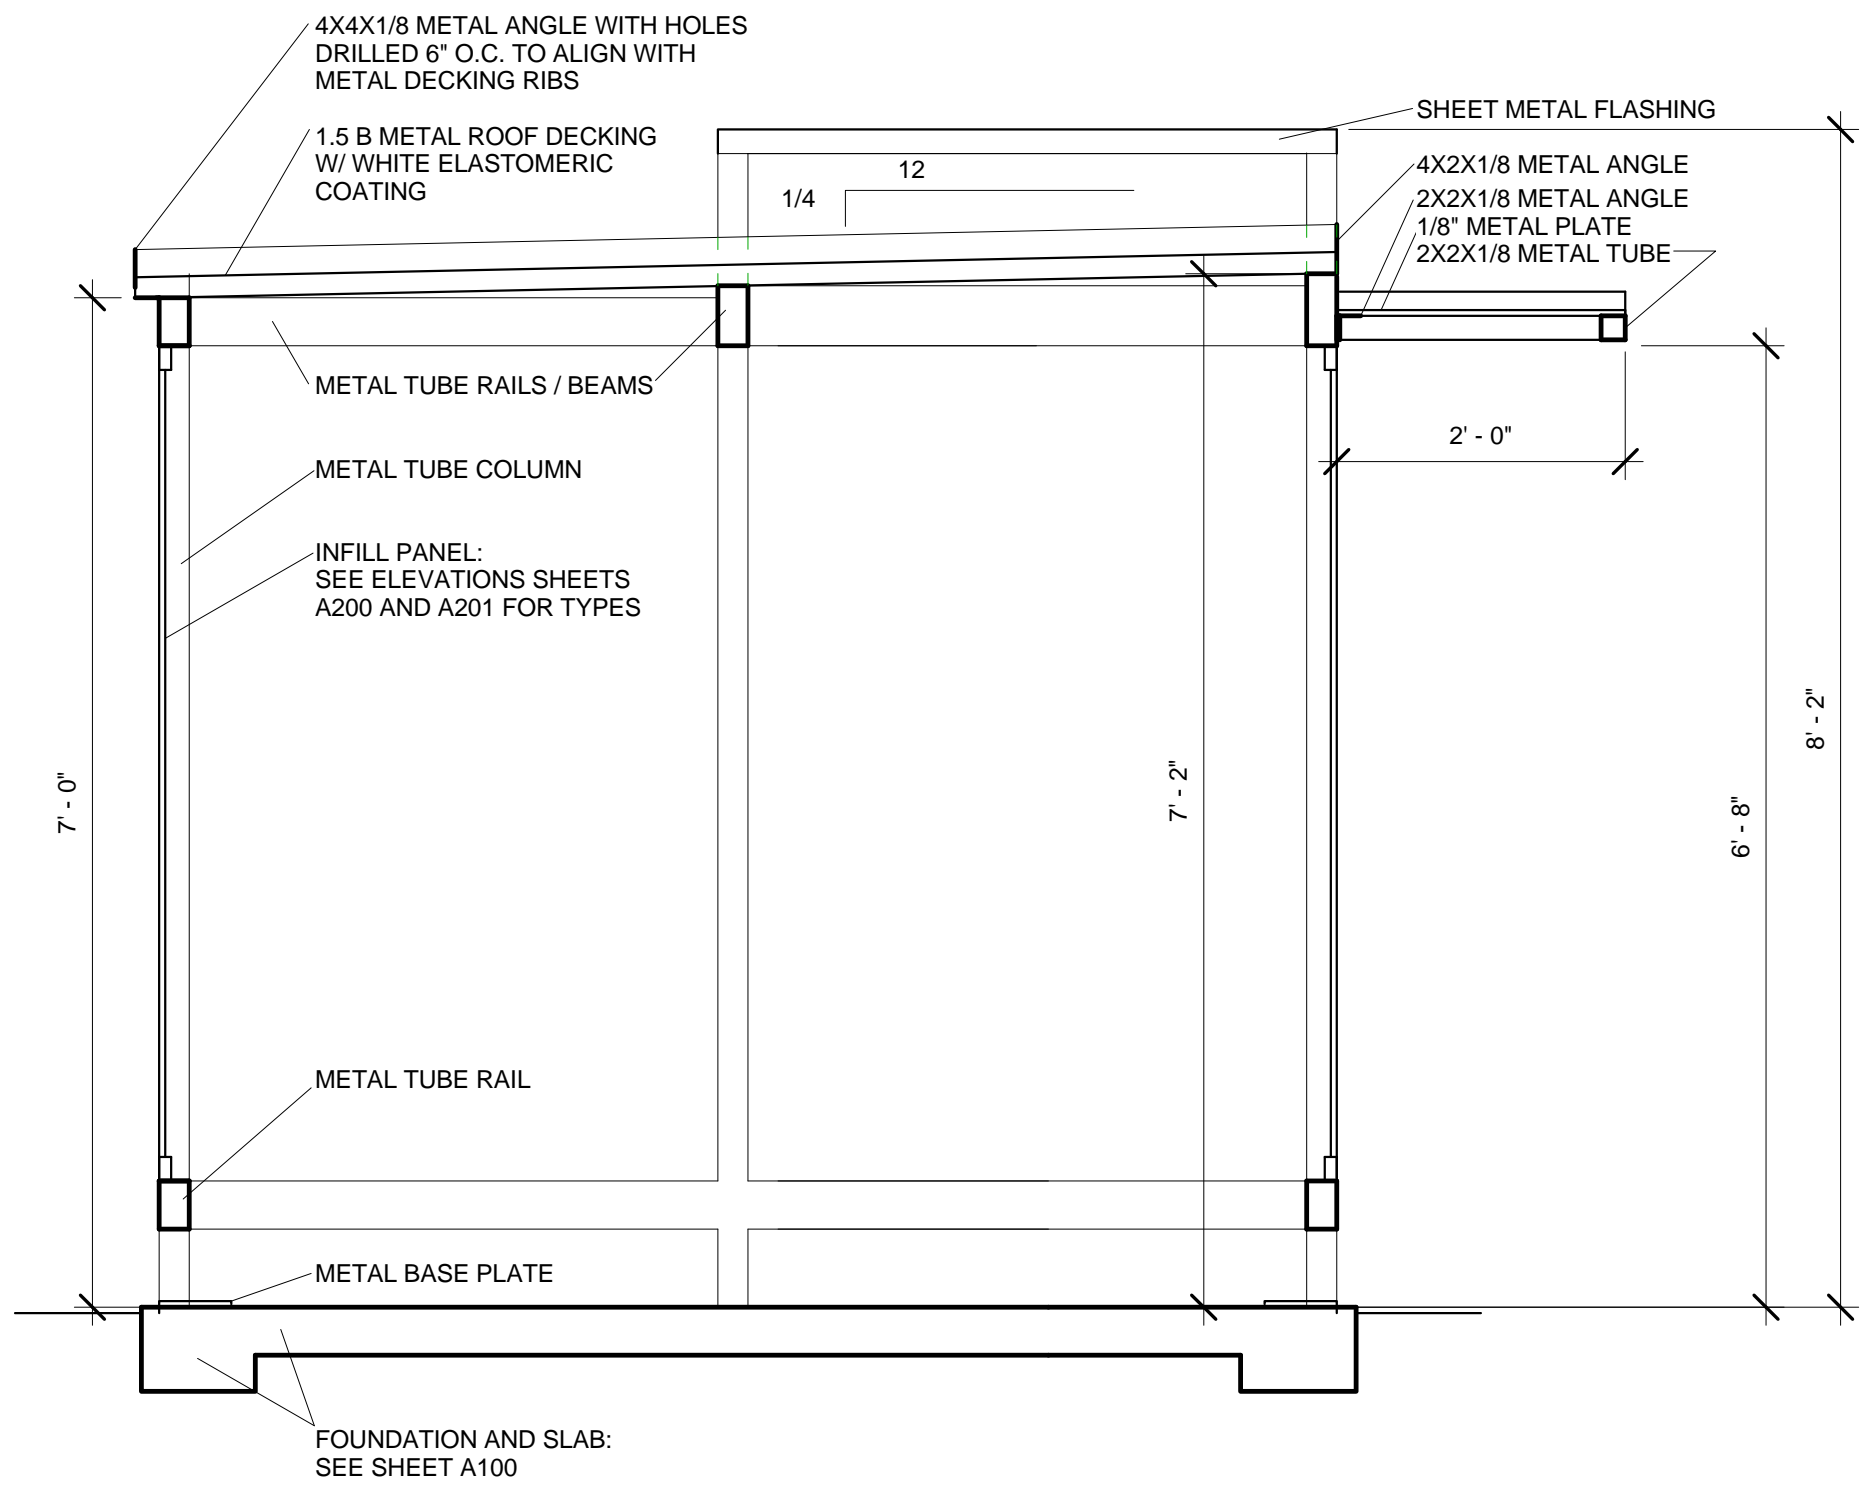 4X4X1/8 METAL ANGLE WITH HOLES
DRILLED 6" O.C. TO ALIGN WITH
METAL DECKING RIBS
1.5 B METAL ROOF DECKING
W/ WHITE ELASTOMERIC
COATING
SHEET METAL FLASHING
12
1/4
4X2X1/8 METAL ANGLE
2X2X1/8 METAL ANGLE
1/8" METAL PLATE
2X2X1/8 METAL TUBE
METAL TUBE RAILS / BEAMS
2' - 0"
METAL TUBE COLUMN
INFILL PANEL:
SEE ELEVATIONS SHEETS
A200 AND A201 FOR TYPES
8' - 2"
7' - 0"
7' - 2"
6' - 8"
METAL TUBE RAIL
METAL BASE PLATE
FOUNDATION AND SLAB:
SEE SHEET A100